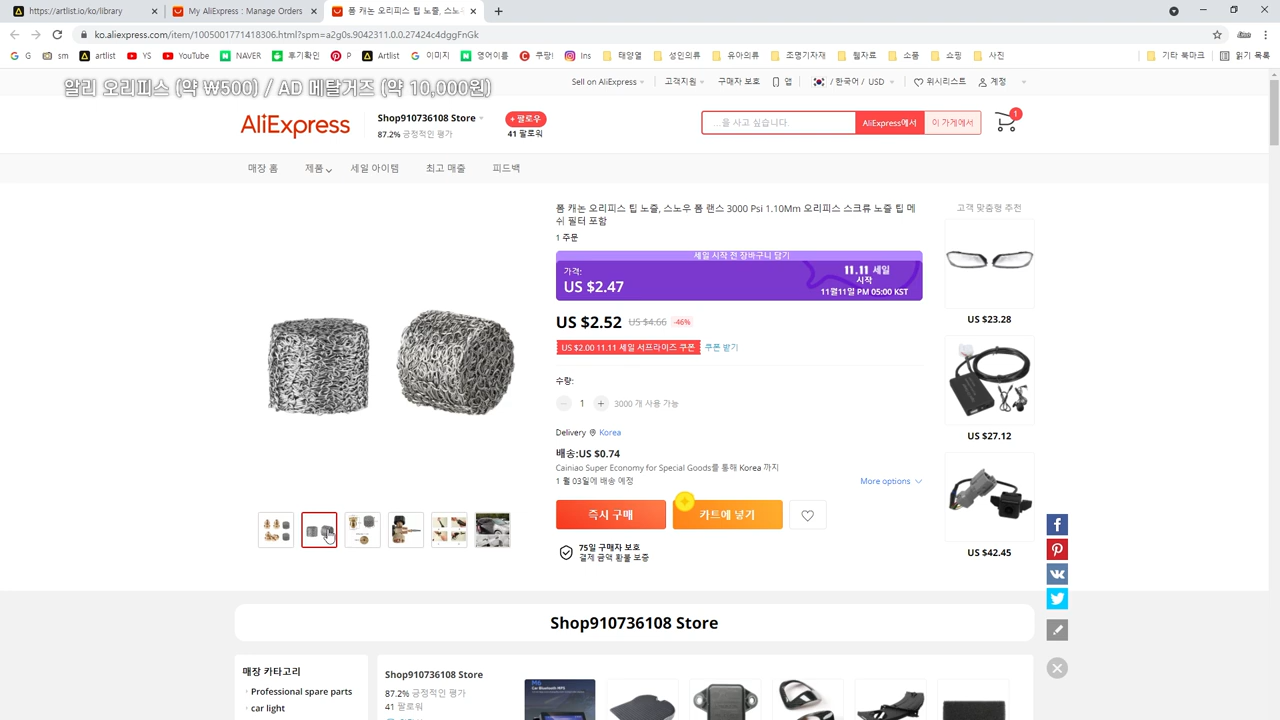 https://artlist.io/ko/library
My AliExpress : Manage Orders
폼 캐논 오리피스 팁 노즐, 스노우
ko.aliexpress.com/item/1005001771418306.html?spm=a2g0s.9042311.0.0.27424c4dggFnGk
G sm artlist YS YouTube NAVER 후기확인 P Artlist 이미지 영어이름 쿠팡! Ins 태양열 성인의류 유아의류 조명기자재 첨자료 소품 쇼핑 사진 기타 북마크 읽기 목록
알리 오리피스 (약 ₩500) / AD 메탈거즈 (약 10,000원)
Sell on AliExpress 고객지원 구매자 보호 앱 / 한국어 / USD 위시리스트 계정
AliExpress
Shop910736108 Store
87.2% 긍정적인 평가
+ 팔로우
41 팔로워
...을 사고 싶습니다.
AliExpress에서
이 가게에서
1
매장 홈 제품 세일 아이템 최고 매출 피드백
폼 캐논 오리피스 팁 노즐, 스노우 폼 랜스 3000 Psi 1.10Mm 오리피스 스크류 노즐 팁 메
쉬 필터 포함
1 주문
세일 시작 전 장바구니 담기
가격:
US $2.47
11.11 세일
시작
11월11일 PM 05:00 KST
US $2.52 US $4.66 -46%
US $2.00 11.11 세일 서프라이즈 쿠폰 쿠폰 받기
수량:
1 3000 개 사용 가능
Delivery Korea
배송:US $0.74
Cainiao Super Economy for Special Goods를 통해 Korea 까지
1 월 03일에 배송 예정
More options
즉시 구매
카트에 넣기
75일 구매자 보호
결제 금액 환불 보증
고객 맞춤형 추천
US $23.28
US $27.12
US $42.45
Shop910736108 Store
매장 카타고리
Professional spare parts
car light
Shop910736108 Store
87.2% 긍정적인 평가
41 팔로워